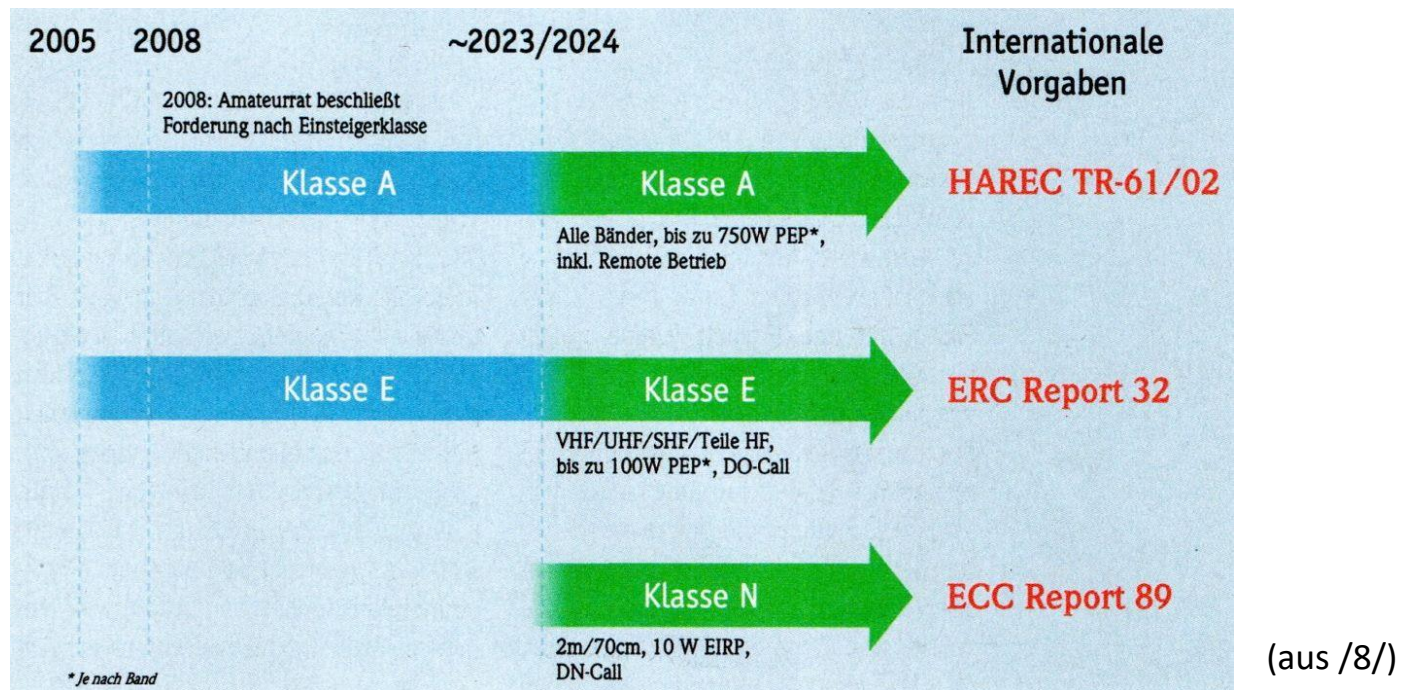 2005 2008 ~2023/2024 Internationale
Vorgaben
2008: Amateurrat beschließt
Forderung nach Einsteigerklasse
Klasse A Klasse A HAREC TR-61/02
Alle Bänder, bis zu 750W PEP*,
inkl. Remote Betrieb
Klasse E Klasse E ERC Report 32
VHF/UHF/SHF/Teile HF,
bis zu 100W PEP*, DO-Call
Klasse N ECC Report 89
2m/70cm, 10 W EIRP,
DN-Call
* Je nach Band
(aus /8/)